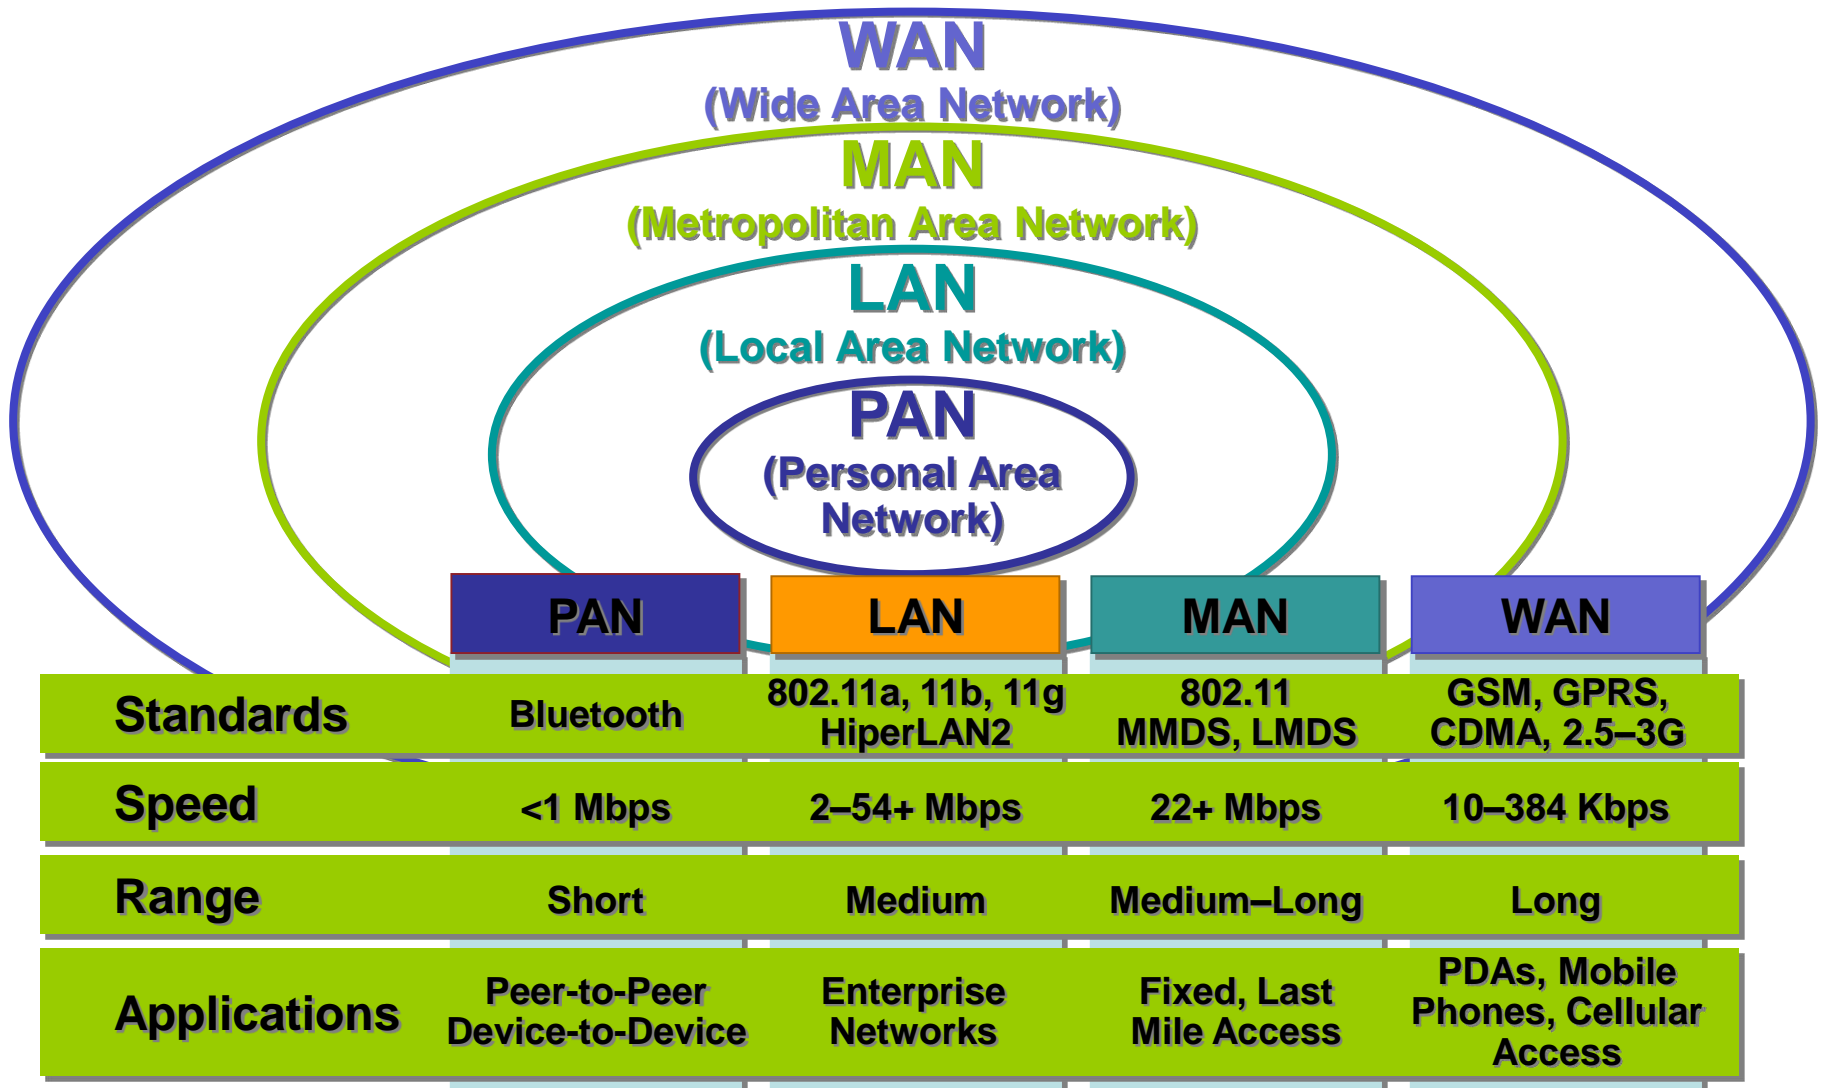 WAN
(Wide Area Network)
MAN
(Metropolitan Area Network)
LAN
(Local Area Network)
PAN
(Personal Area
Network)
PAN LAN MAN WAN
Standards
Bluetooth
802.11a, 11b, 11g
HiperLAN2
802.11
MMDS, LMDS
GSM, GPRS,
CDMA, 2.5–3G
Speed
<1 Mbps
2–54+ Mbps
22+ Mbps
10–384 Kbps
Range
Short
Medium
Medium–Long
Long
Applications
Peer-to-Peer
Device-to-Device
Enterprise
Networks
Fixed, Last
Mile Access
PDAs, Mobile
Phones, Cellular
Access